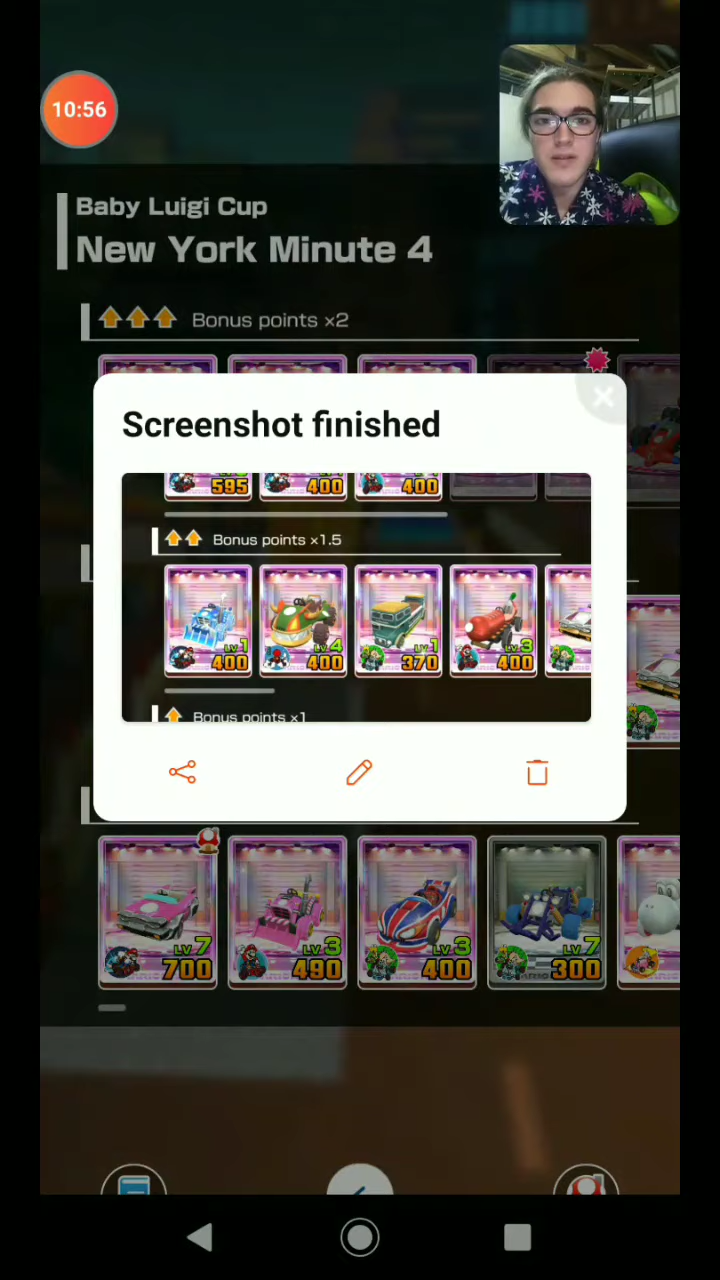 10:56
Baby Luigi Cup
New York Minute 4
Bonus points ×2
Screenshot finished
595 400 400
Bonus points ×1.5
LV.1 LV.4 LV.1 LV.3
400 400 370 400
Bonus points ×1
LV.7 LV.3 LV.3 LV.7
700 490 400 300